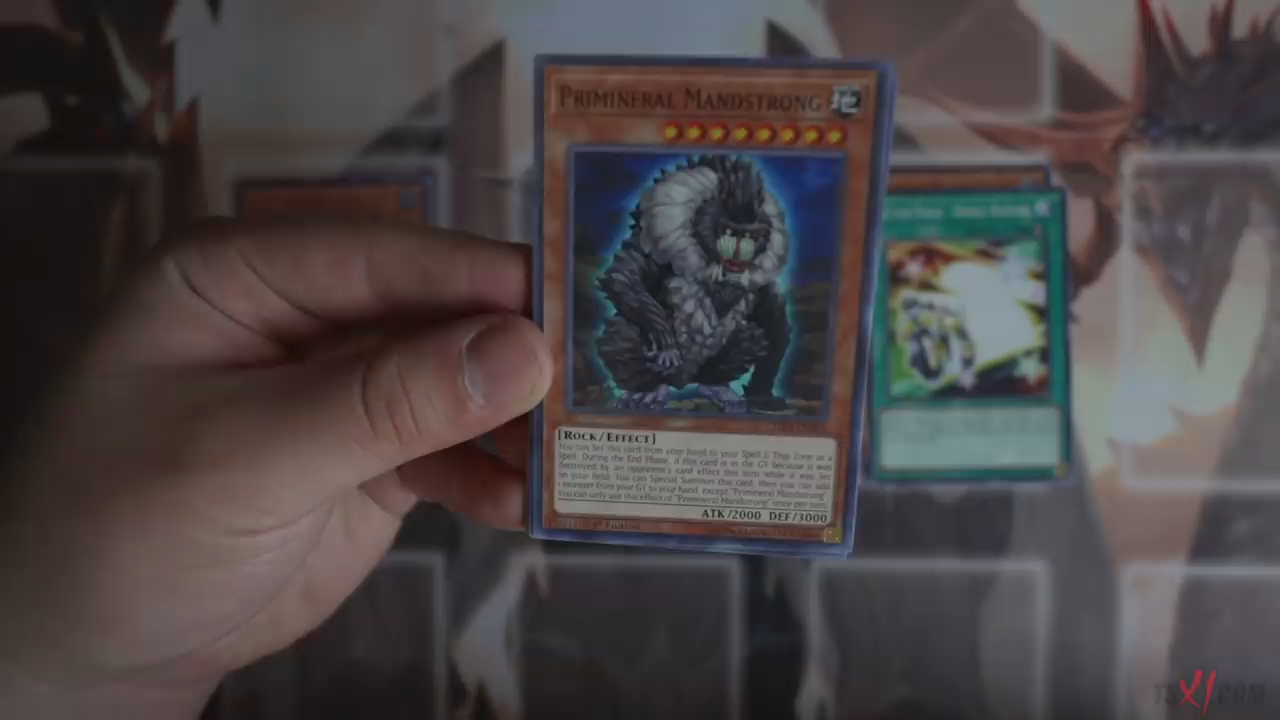 PRIMINERAL MANDSTRONG
[ROCK/EFFECT]
You can Set this card from your hand to your Spell & Trap Zone as a
Spell. During the End Phase, if this card is in the GY because it was
destroyed by an opponent's card effect this turn while it was Set
on your field: You can Special Summon this card, then you can add
1 monster from your GY to your hand, except "Primineral Mandstrong".
You can only use this effect of "Primineral Mandstrong" once per turn.
ATK/2000 DEF/3000
1st Edition
TSX1.COM